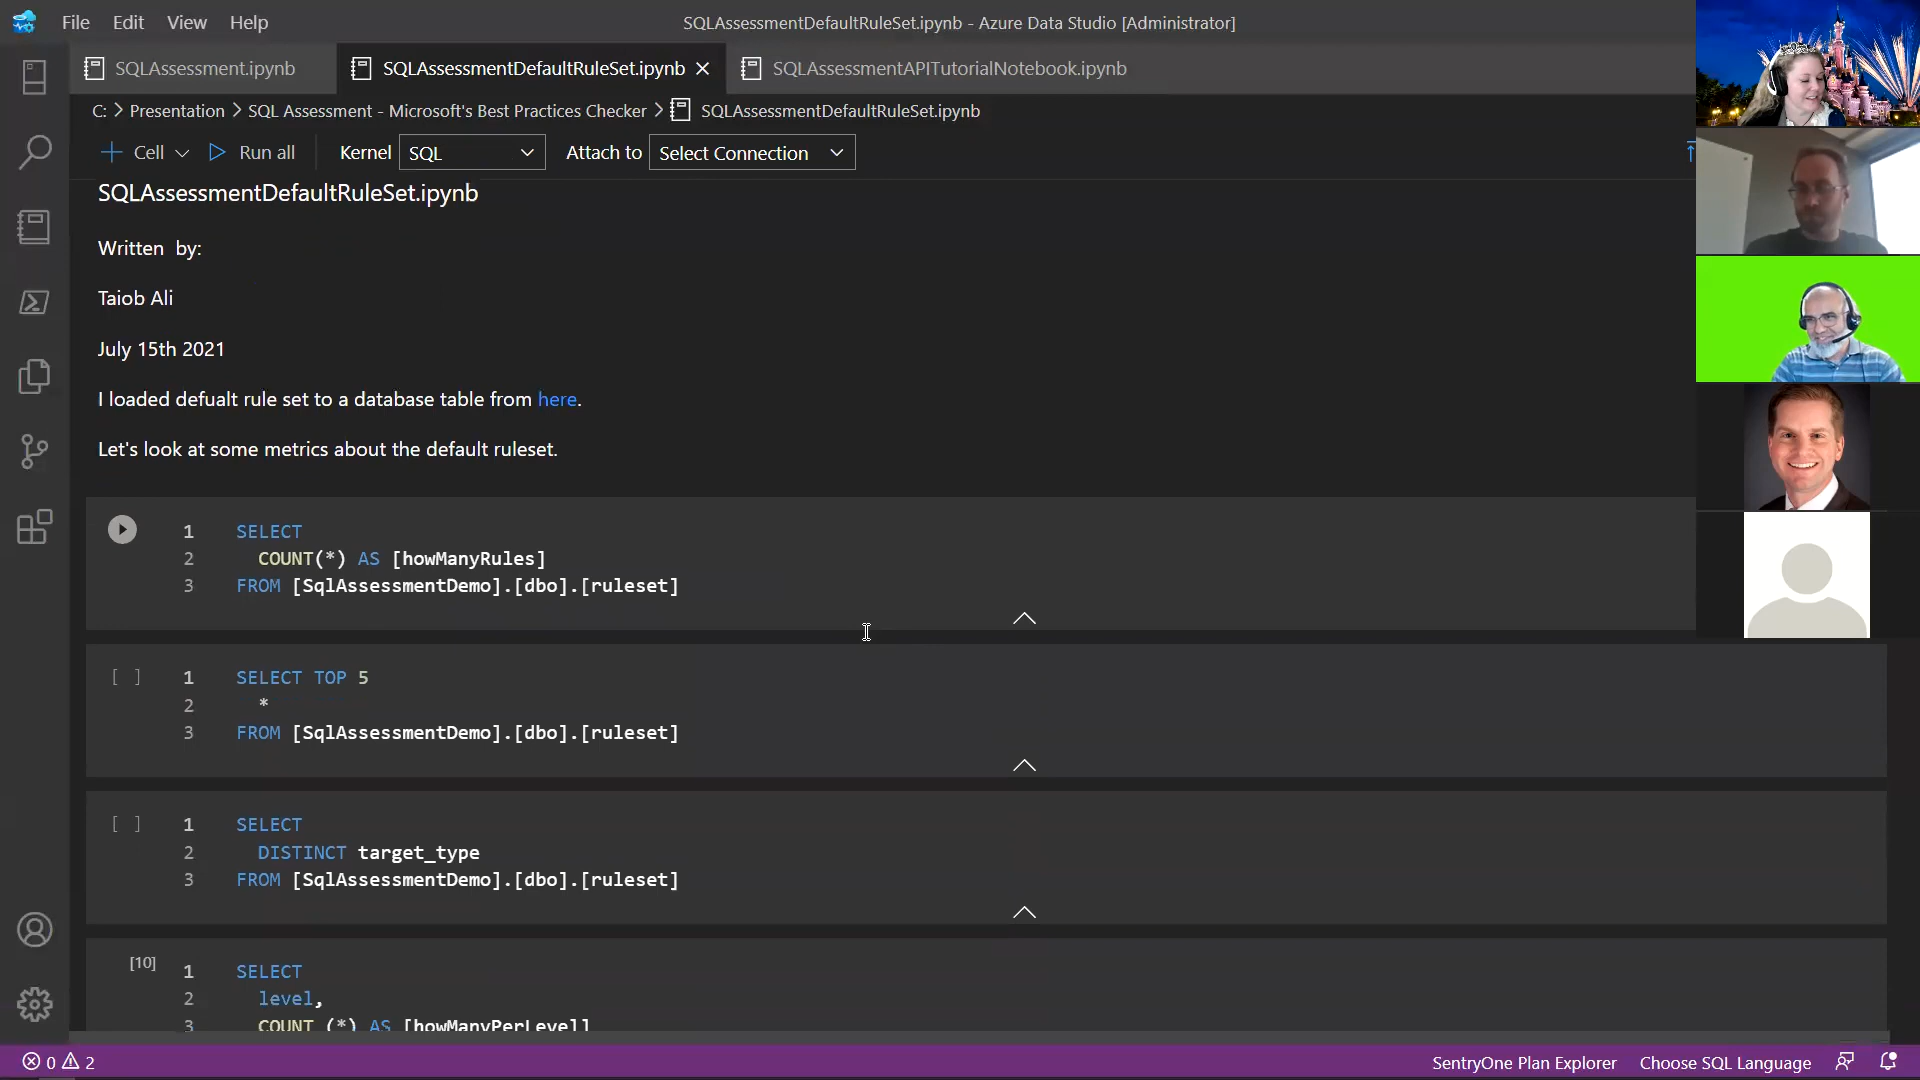 File Edit View Help
SQLAssessmentDefaultRuleSet.ipynb - Azure Data Studio [Administrator]
SQLAssessment.ipynb
SQLAssessmentDefaultRuleSet.ipynb
SQLAssessmentAPITutorialNotebook.ipynb
C: > Presentation > SQL Assessment - Microsoft's Best Practices Checker > SQLAssessmentDefaultRuleSet.ipynb
Cell Run all Kernel SQL Attach to Select Connection
SQLAssessmentDefaultRuleSet.ipynb
Written by:
Taiob Ali
July 15th 2021
I loaded defualt rule set to a database table from here.
Let's look at some metrics about the default ruleset.
1 SELECT
2 COUNT(*) AS [howManyRules]
3 FROM [SqlAssessmentDemo].[dbo].[ruleset]
[ ] 1 SELECT TOP 5
2 *
3 FROM [SqlAssessmentDemo].[dbo].[ruleset]
[ ] 1 SELECT
2 DISTINCT target_type
3 FROM [SqlAssessmentDemo].[dbo].[ruleset]
[10] 1 SELECT
2 level,
3 COUNT (*) AS [howManyPerLevel]
0 2
SentryOne Plan Explorer Choose SQL Language